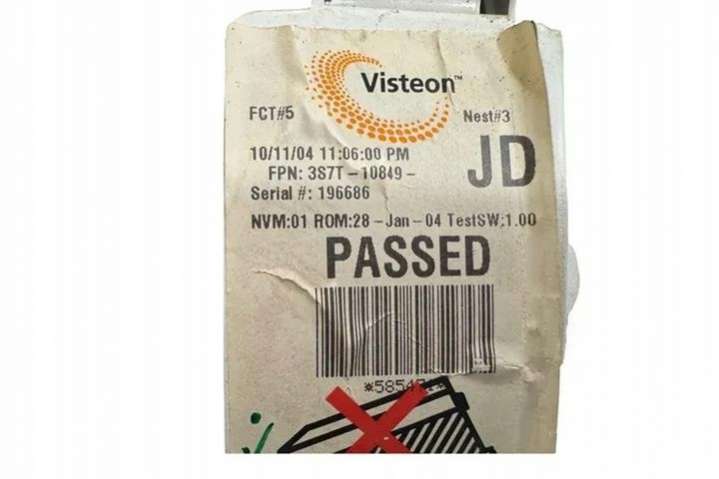 Visteon™
FCT#5
Nest#3
10/11/04 11:06:00 PM
JD
FPN: 3S7T-10849-
Serial #: 196686
NVM:01 ROM:28-Jan-04 TestSW:1.00
PASSED